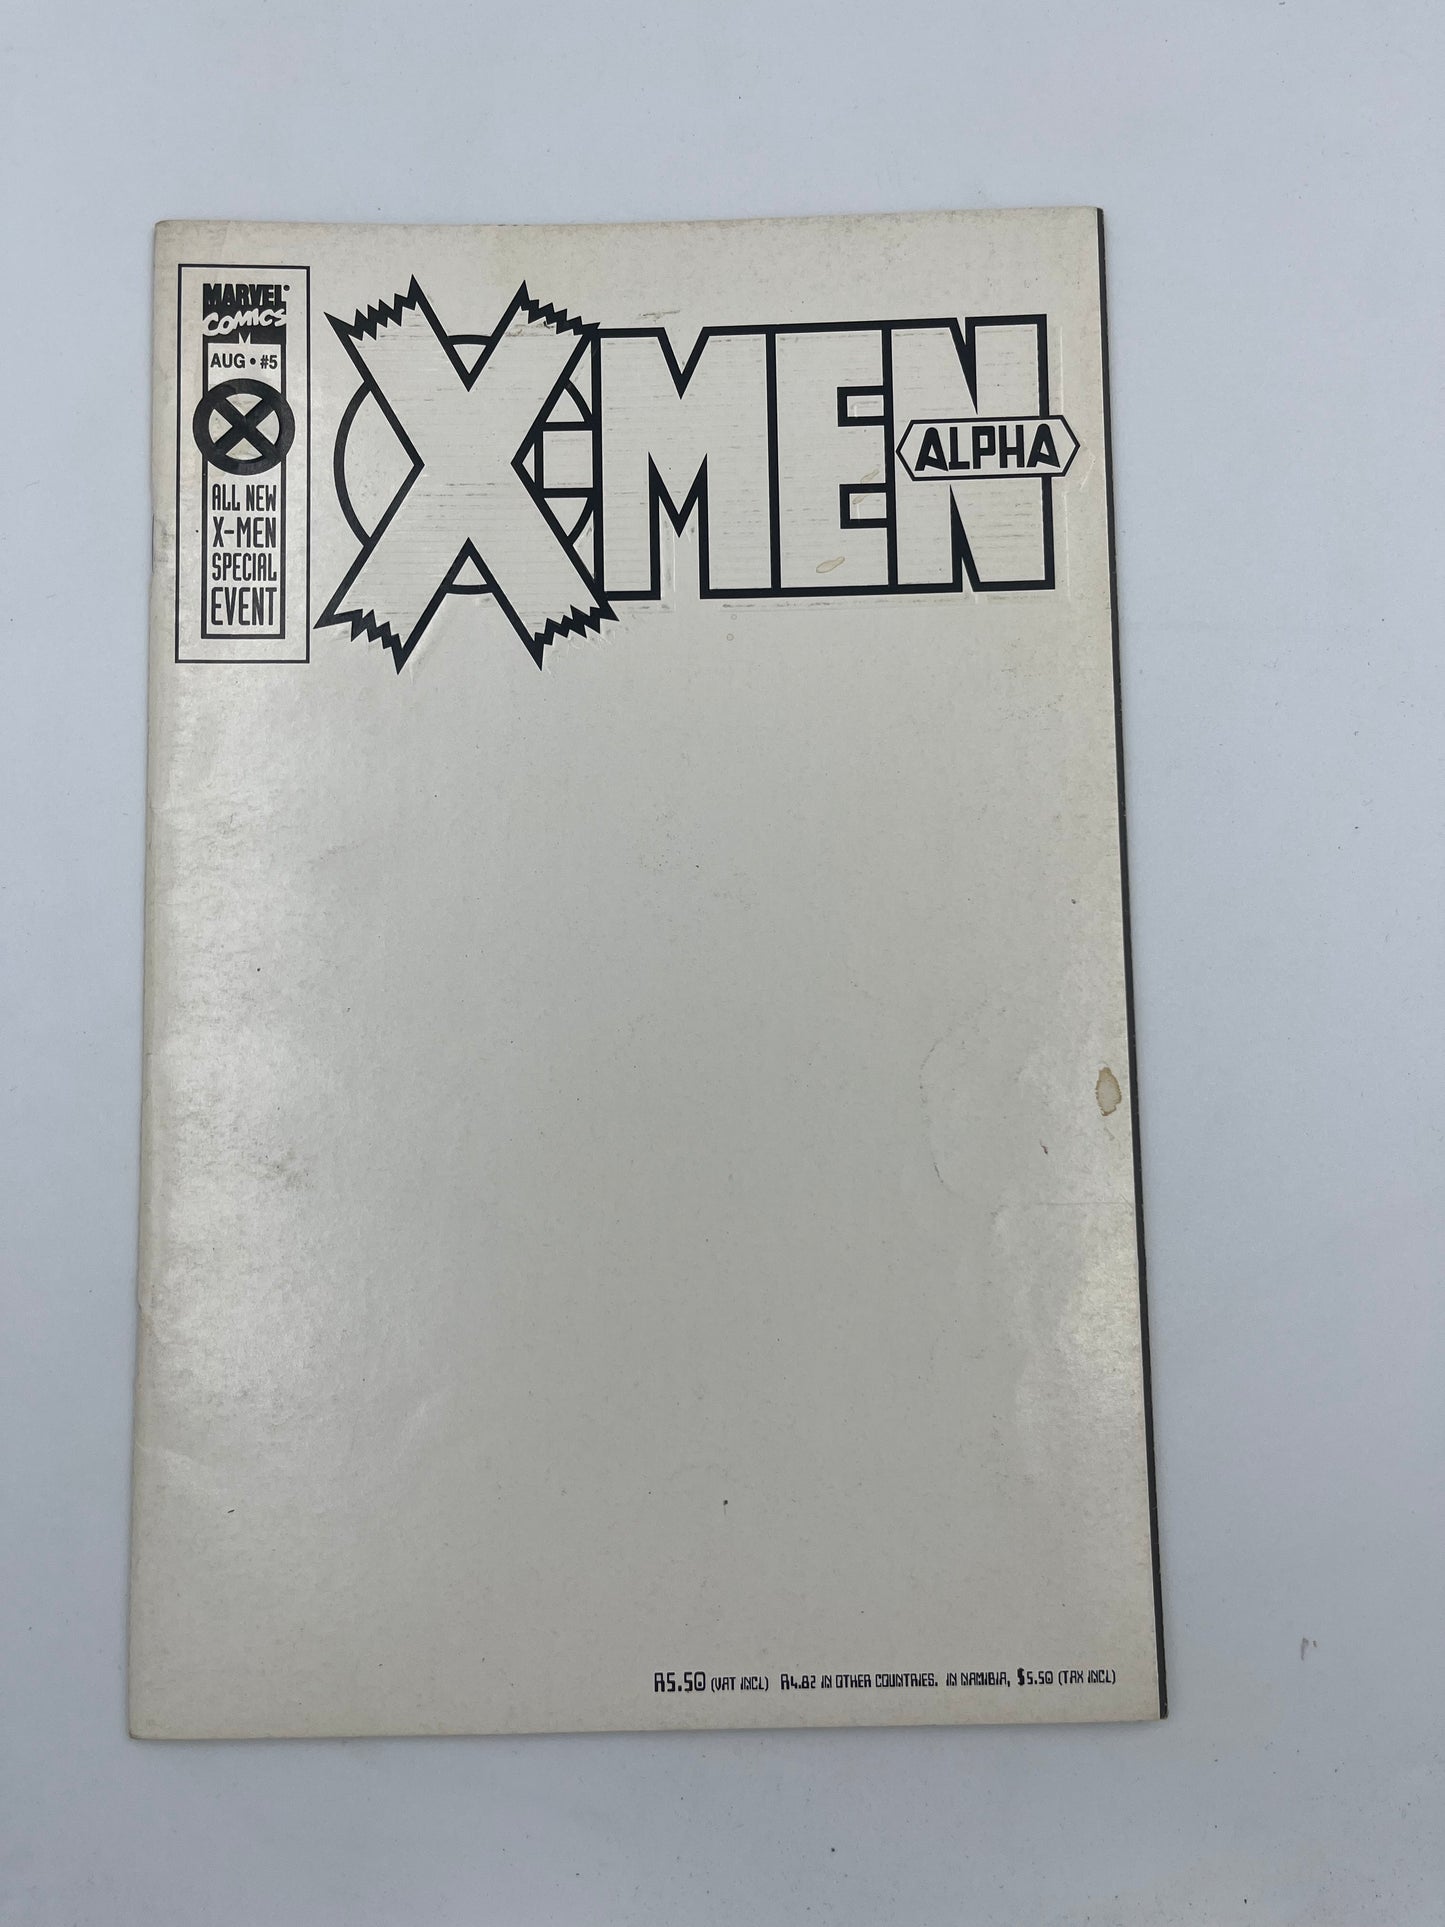 MARVEL®
COMICS
AUG • #5
ALL NEW
X-MEN
SPECIAL
EVENT
X-MEN
ALPHA
R5.50 (VAT INCL) R4.82 IN OTHER COUNTRIES. IN NAMIBIA, $5.50 (TAX INCL)